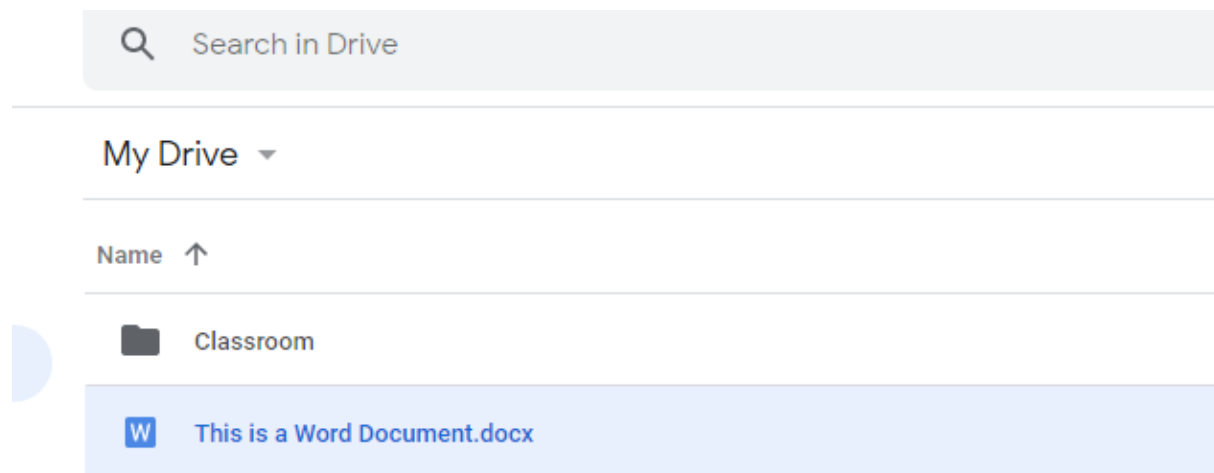 Search in Drive
My Drive
Name
Classroom
W This is a Word Document.docx